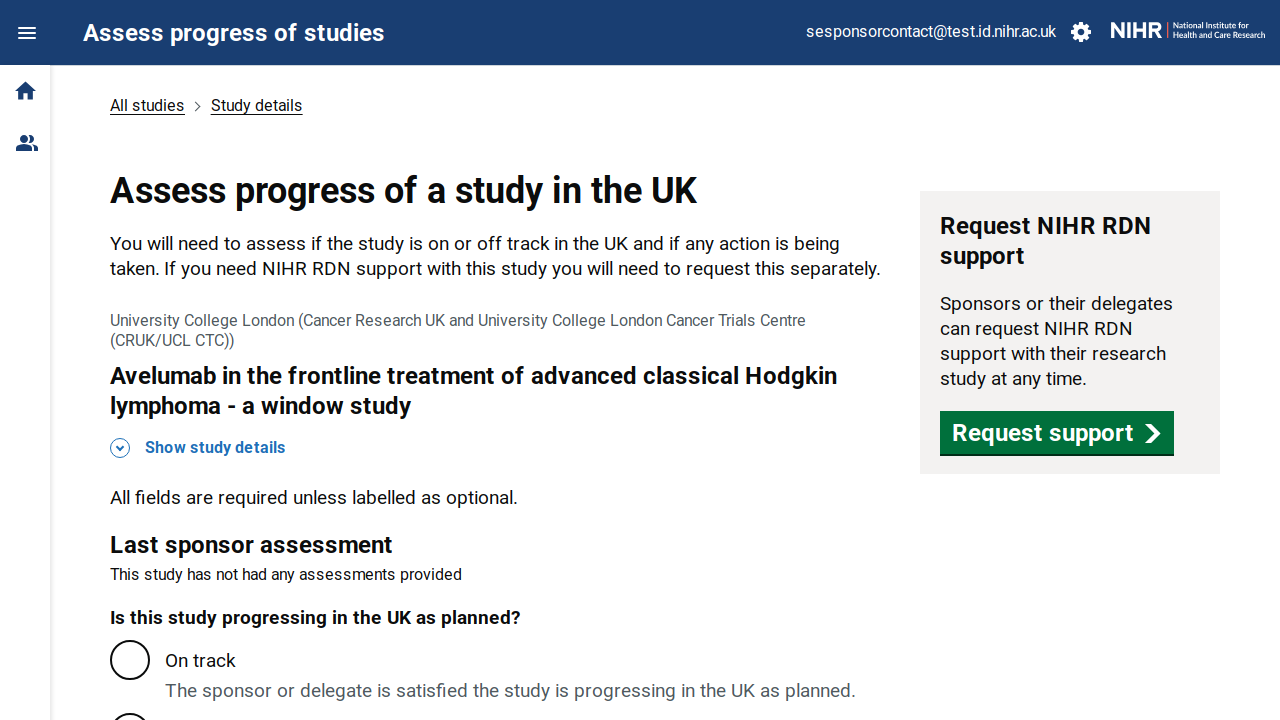 Assess progress of studies
sesponsorcontact@test.id.nihr.ac.uk
NIHR
National Institute for
Health and Care Research
All studies
Study details
Assess progress of a study in the UK
You will need to assess if the study is on or off track in the UK and if any action is being
taken. If you need NIHR RDN support with this study you will need to request this separately.
University College London (Cancer Research UK and University College London Cancer Trials Centre
(CRUK/UCL CTC))
Avelumab in the frontline treatment of advanced classical Hodgkin
lymphoma - a window study
Show study details
All fields are required unless labelled as optional.
Last sponsor assessment
This study has not had any assessments provided
Is this study progressing in the UK as planned?
On track
The sponsor or delegate is satisfied the study is progressing in the UK as planned.
Request NIHR RDN
support
Sponsors or their delegates
can request NIHR RDN
support with their research
study at any time.
Request support